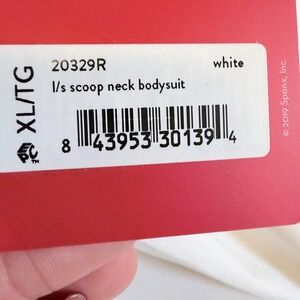 XL/TG
20329R white
l/s scoop neck bodysuit
8 43953 30139 4
© 2019 Spanx, Inc.